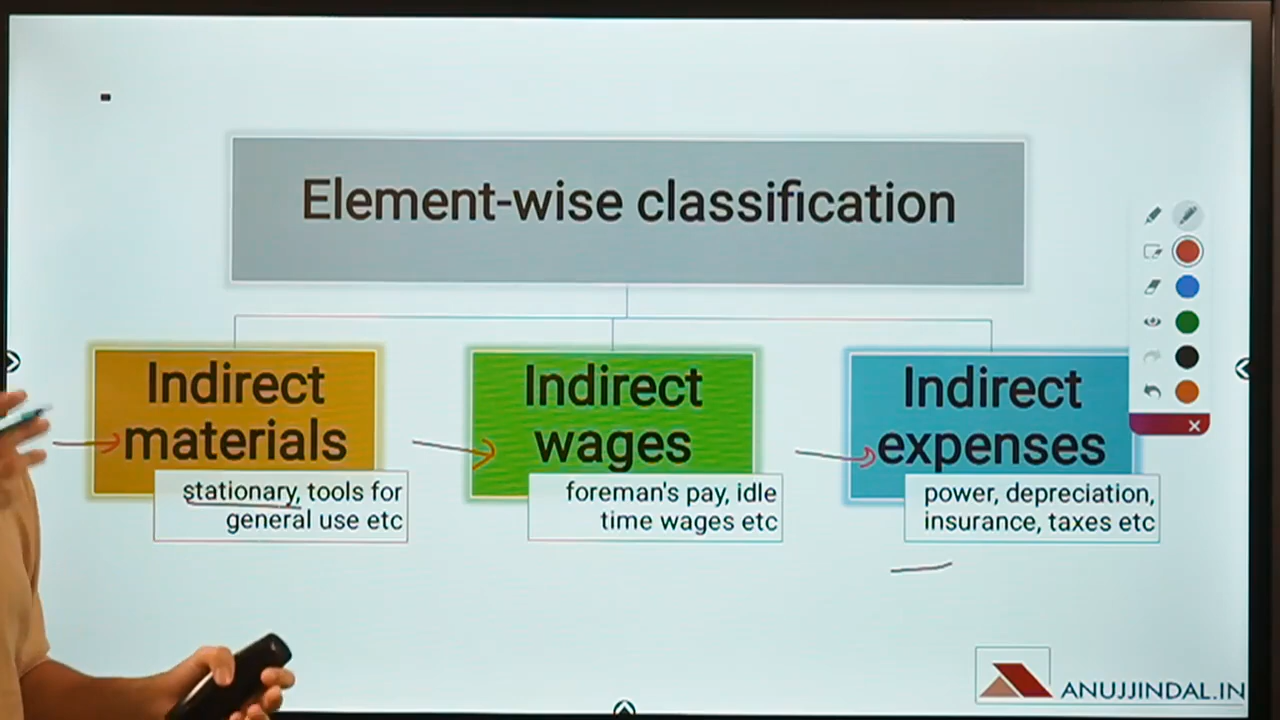 Element-wise classification
Indirect
materials
stationary, tools for
general use etc
Indirect
wages
foreman's pay, idle
time wages etc
Indirect
expenses
power, depreciation,
insurance, taxes etc
ANUJJINDAL.IN